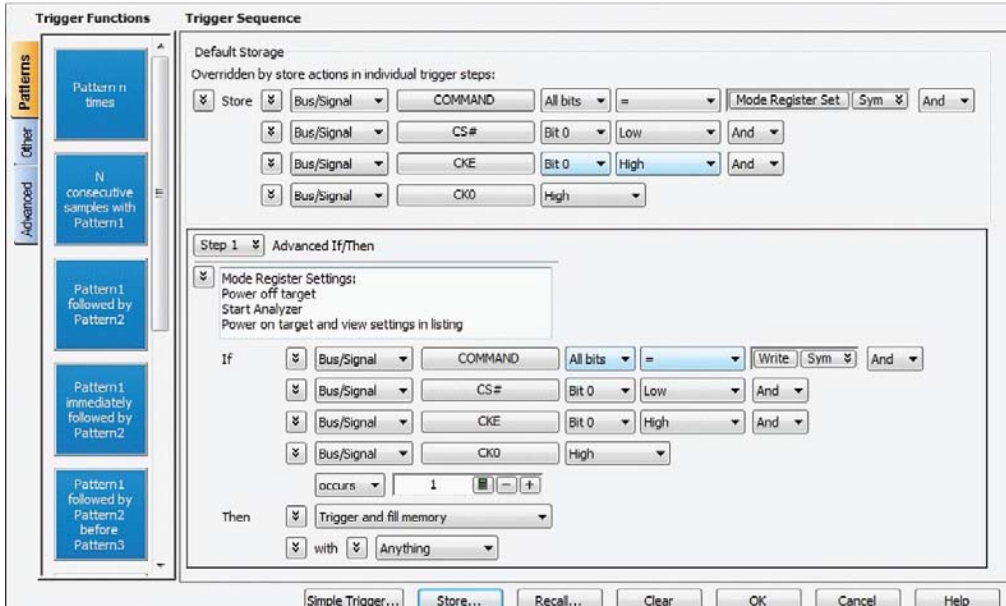 Trigger Functions
Trigger Sequence
Patterns
Other
Advanced
Pattern n
times
N
consecutive
samples with
Pattern1
Pattern1
followed by
Pattern2
Pattern1
immediately
followed by
Pattern2
Pattern1
followed by
Pattern2
before
Pattern3
Default Storage
Overridden by store actions in individual trigger steps:
Store Bus/Signal COMMAND All bits = Mode Register Set Sym And
Bus/Signal CS# Bit 0 Low And
Bus/Signal CKE Bit 0 High And
Bus/Signal CK0 High
Step 1 Advanced If/Then
Mode Register Settings:
Power off target
Start Analyzer
Power on target and view settings in listing
If Bus/Signal COMMAND All bits = Write Sym And
Bus/Signal CS# Bit 0 Low And
Bus/Signal CKE Bit 0 High And
Bus/Signal CK0 High
occurs 1 - +
Then Trigger and fill memory
with Anything
Simple Trigger... Store... Recall... Clear OK Cancel Help